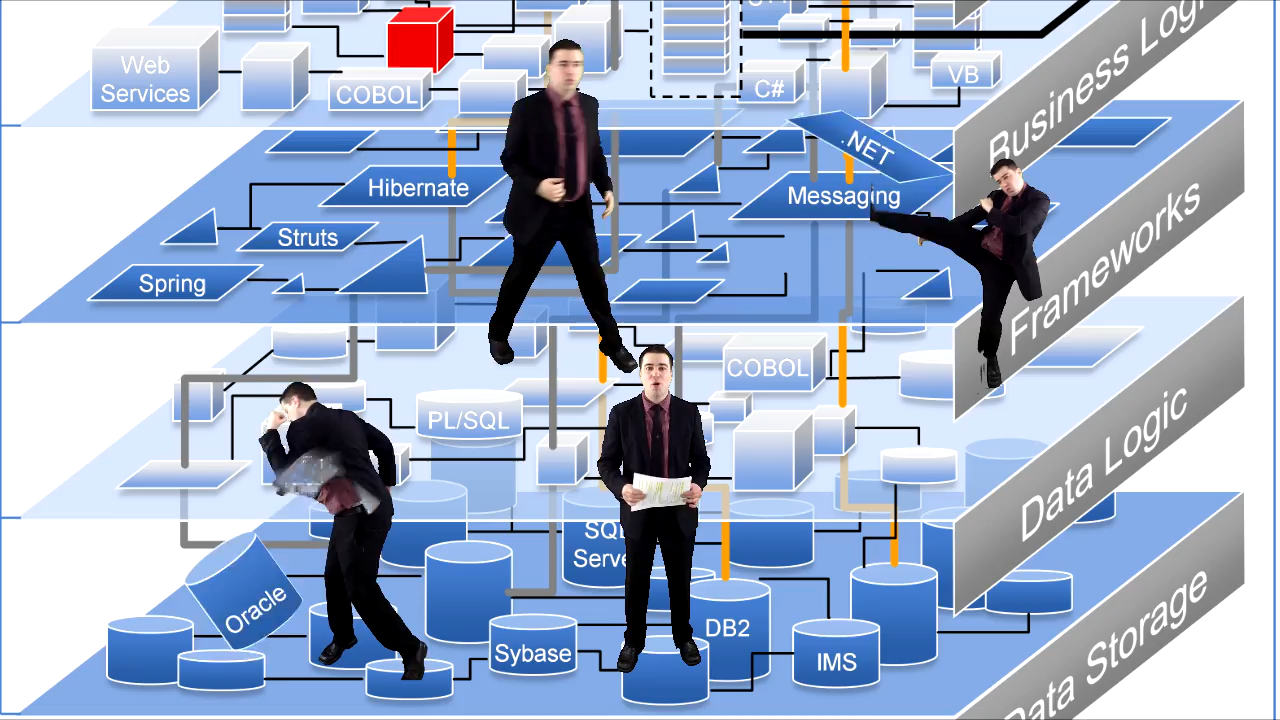 Web
Services
COBOL
C#
VB
Business Logi
.NET
Hibernate
Messaging
Struts
Spring
Frameworks
COBOL
PL/SQL
Data Logic
SQL
Serve
Oracle
DB2
Sybase
IMS
Data Storage